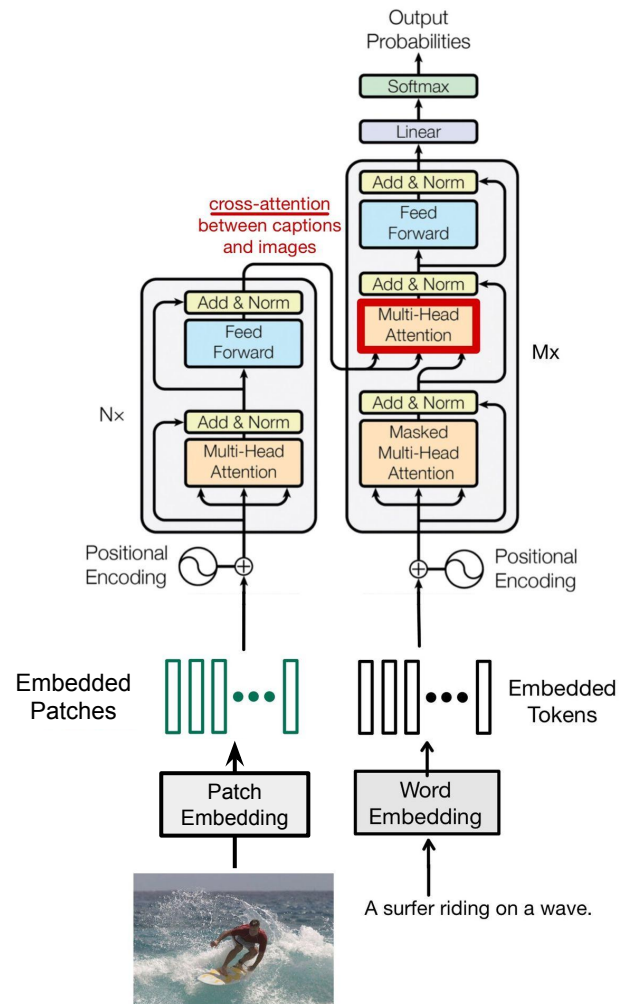 Output
Probabilities
Softmax
Linear
Add & Norm
Feed
Forward
cross-attention
between captions
and images
Add & Norm
Multi-Head
Attention
Mx
Add & Norm
Masked
Multi-Head
Attention
Add & Norm
Feed
Forward
N×
Add & Norm
Multi-Head
Attention
Positional
Encoding
Positional
Encoding
Embedded
Patches
Embedded
Tokens
Patch
Embedding
Word
Embedding
A surfer riding on a wave.